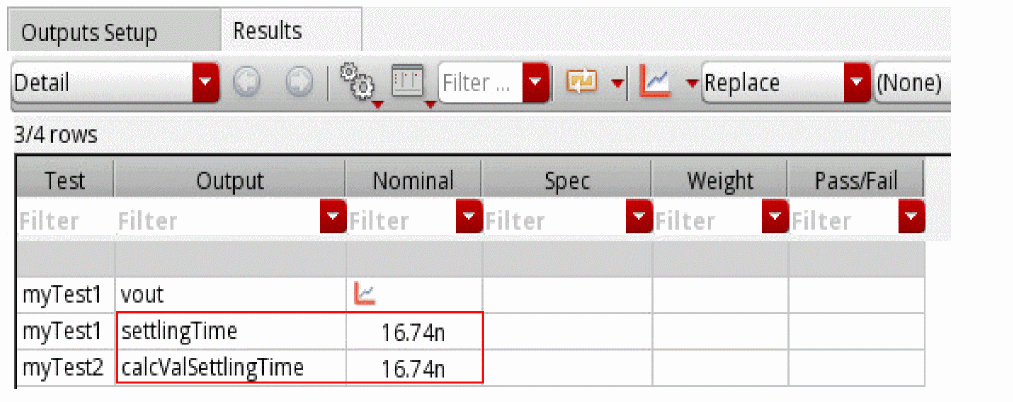 Outputs Setup Results
Detail Filter ... Replace (None)
3/4 rows
Test Output Nominal Spec Weight Pass/Fail
Filter Filter Filter Filter Filter Filter
myTest1 vout
myTest1 settlingTime 16.74n
myTest2 calcValSettlingTime 16.74n